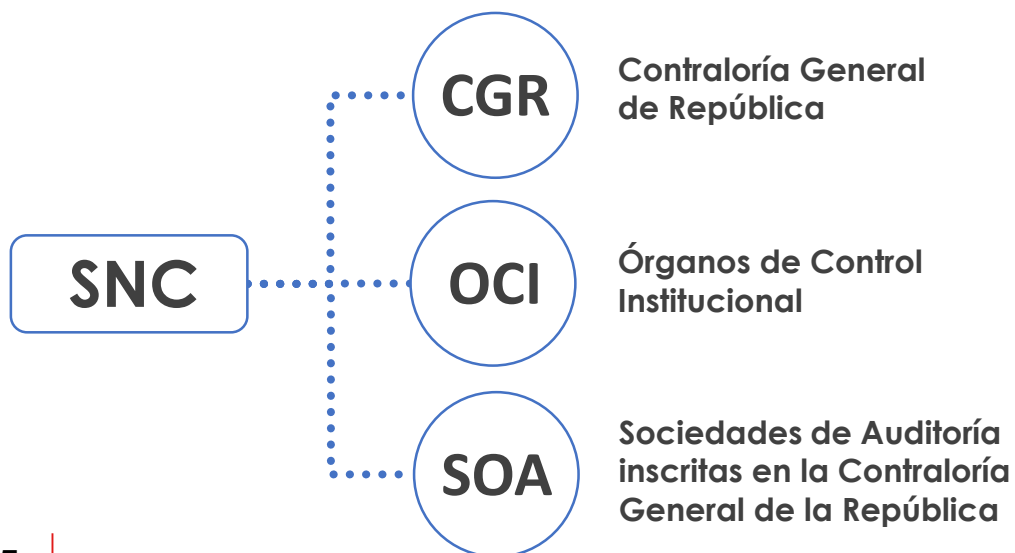 CGR
Contraloría General
de República
SNC
OCI
Órganos de Control
Institucional
SOA
Sociedades de Auditoría
inscritas en la Contraloría
General de la República